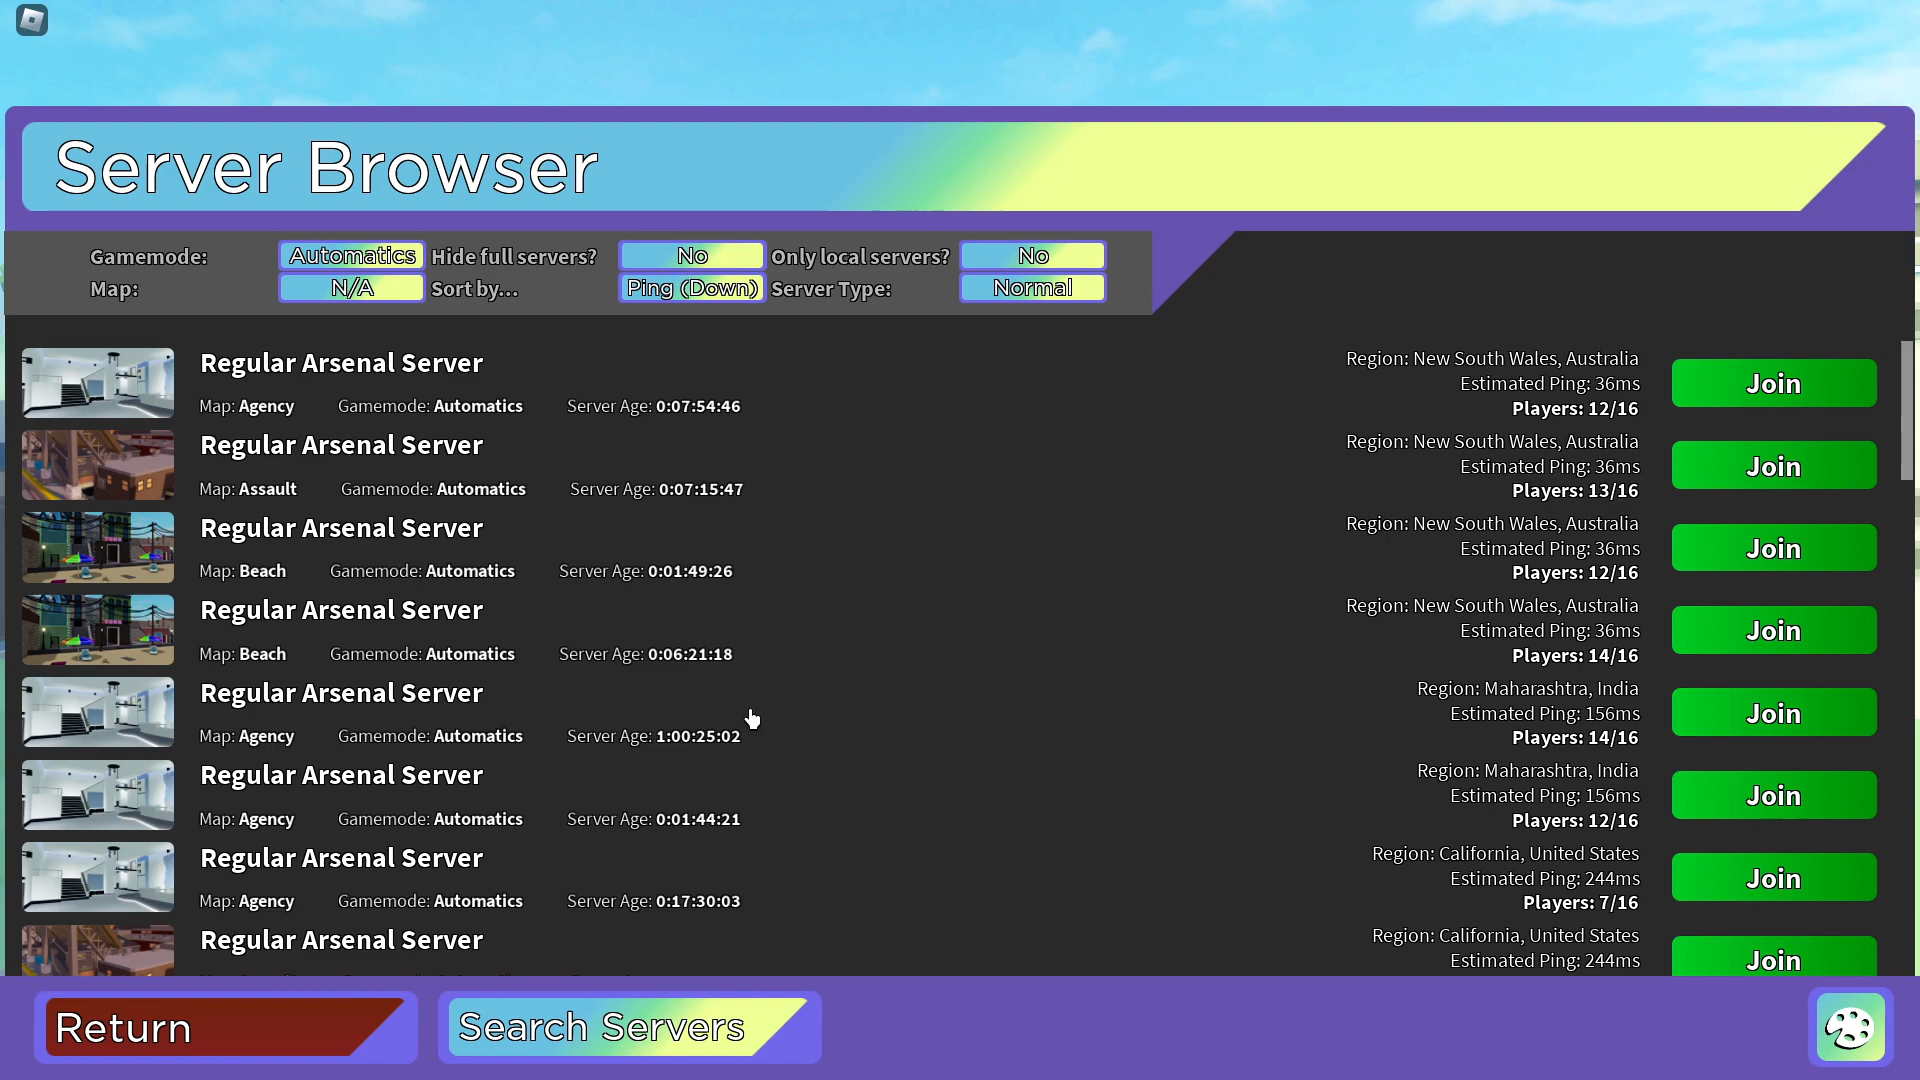 Server Browser
Gamemode: Automatics Hide full servers? No Only local servers? No
Map: N/A Sort by... Ping (Down) Server Type: Normal
Regular Arsenal Server
Map: Agency Gamemode: Automatics Server Age: 0:07:54:46
Region: New South Wales, Australia
Estimated Ping: 36ms
Players: 12/16
Join
Regular Arsenal Server
Map: Assault Gamemode: Automatics Server Age: 0:07:15:47
Region: New South Wales, Australia
Estimated Ping: 36ms
Players: 13/16
Join
Regular Arsenal Server
Map: Beach Gamemode: Automatics Server Age: 0:01:49:26
Region: New South Wales, Australia
Estimated Ping: 36ms
Players: 12/16
Join
Regular Arsenal Server
Map: Beach Gamemode: Automatics Server Age: 0:06:21:18
Region: New South Wales, Australia
Estimated Ping: 36ms
Players: 14/16
Join
Regular Arsenal Server
Map: Agency Gamemode: Automatics Server Age: 1:00:25:02
Region: Maharashtra, India
Estimated Ping: 156ms
Players: 14/16
Join
Regular Arsenal Server
Map: Agency Gamemode: Automatics Server Age: 0:01:44:21
Region: Maharashtra, India
Estimated Ping: 156ms
Players: 12/16
Join
Regular Arsenal Server
Map: Agency Gamemode: Automatics Server Age: 0:17:30:03
Region: California, United States
Estimated Ping: 244ms
Players: 7/16
Join
Regular Arsenal Server
Region: California, United States
Estimated Ping: 244ms
Join
Return
Search Servers